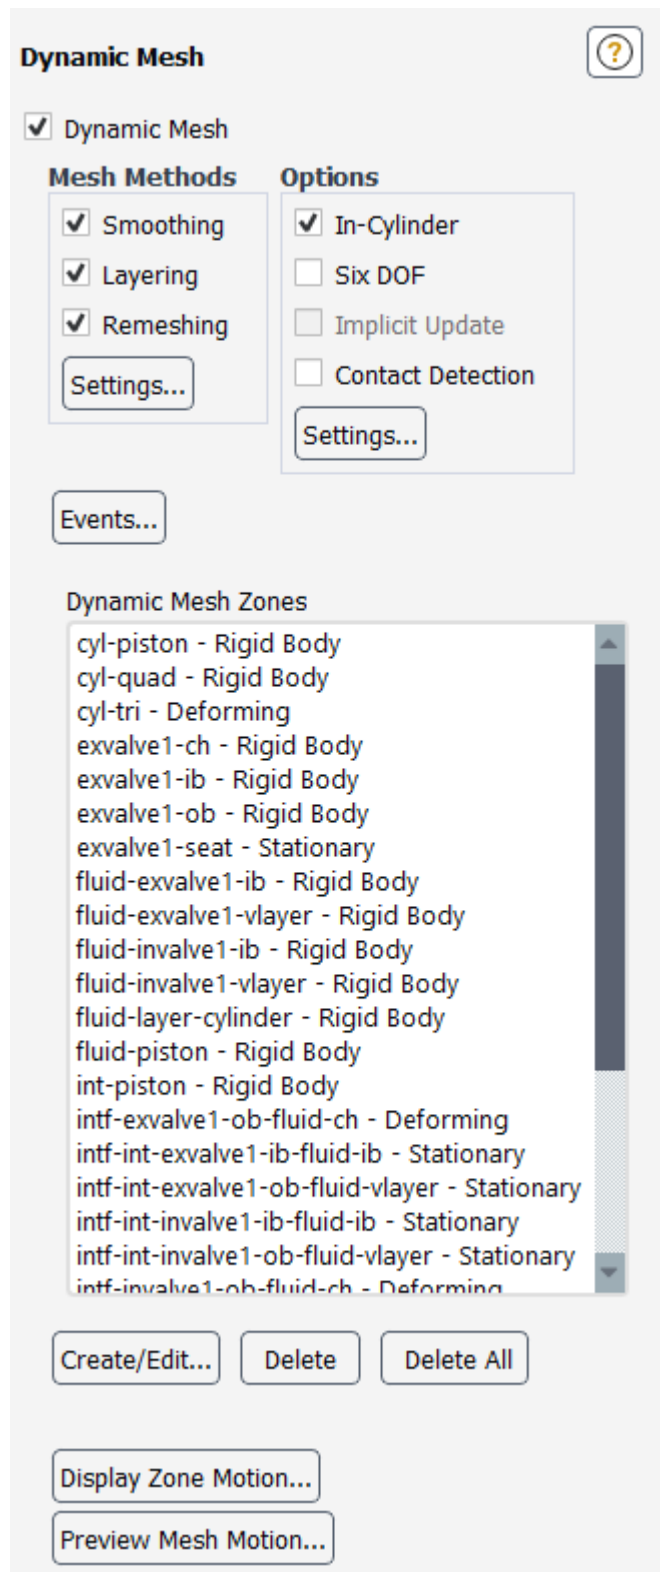 Dynamic Mesh
?
Dynamic Mesh
Mesh Methods
Smoothing
Layering
Remeshing
Settings...
Options
In-Cylinder
Six DOF
Implicit Update
Contact Detection
Settings...
Events...
Dynamic Mesh Zones
cyl-piston - Rigid Body
cyl-quad - Rigid Body
cyl-tri - Deforming
exvalve1-ch - Rigid Body
exvalve1-ib - Rigid Body
exvalve1-ob - Rigid Body
exvalve1-seat - Stationary
fluid-exvalve1-ib - Rigid Body
fluid-exvalve1-vlayer - Rigid Body
fluid-invalve1-ib - Rigid Body
fluid-invalve1-vlayer - Rigid Body
fluid-layer-cylinder - Rigid Body
fluid-piston - Rigid Body
int-piston - Rigid Body
intf-exvalve1-ob-fluid-ch - Deforming
intf-int-exvalve1-ib-fluid-ib - Stationary
intf-int-exvalve1-ob-fluid-vlayer - Stationary
intf-int-invalve1-ib-fluid-ib - Stationary
intf-int-invalve1-ob-fluid-vlayer - Stationary
intf-invalve1-ob-fluid-ch - Deforming
Create/Edit...
Delete
Delete All
Display Zone Motion...
Preview Mesh Motion...